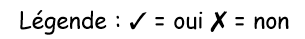 Légende : ✓ = oui ✗ = non